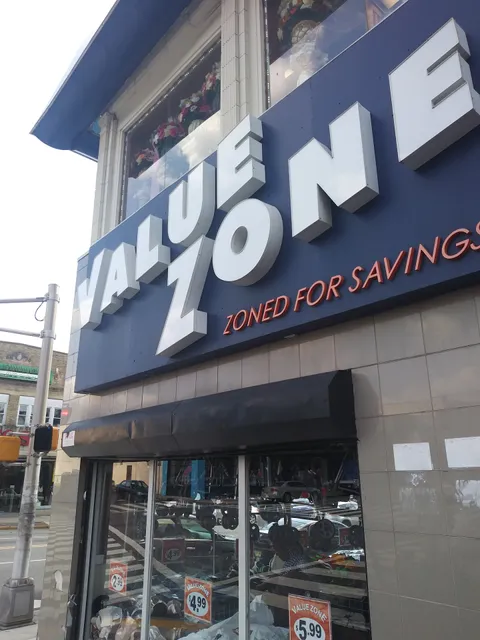 VALUE
ZONE
ZONED FOR SAVINGS
4.99
VALUE ZONE
$5.99